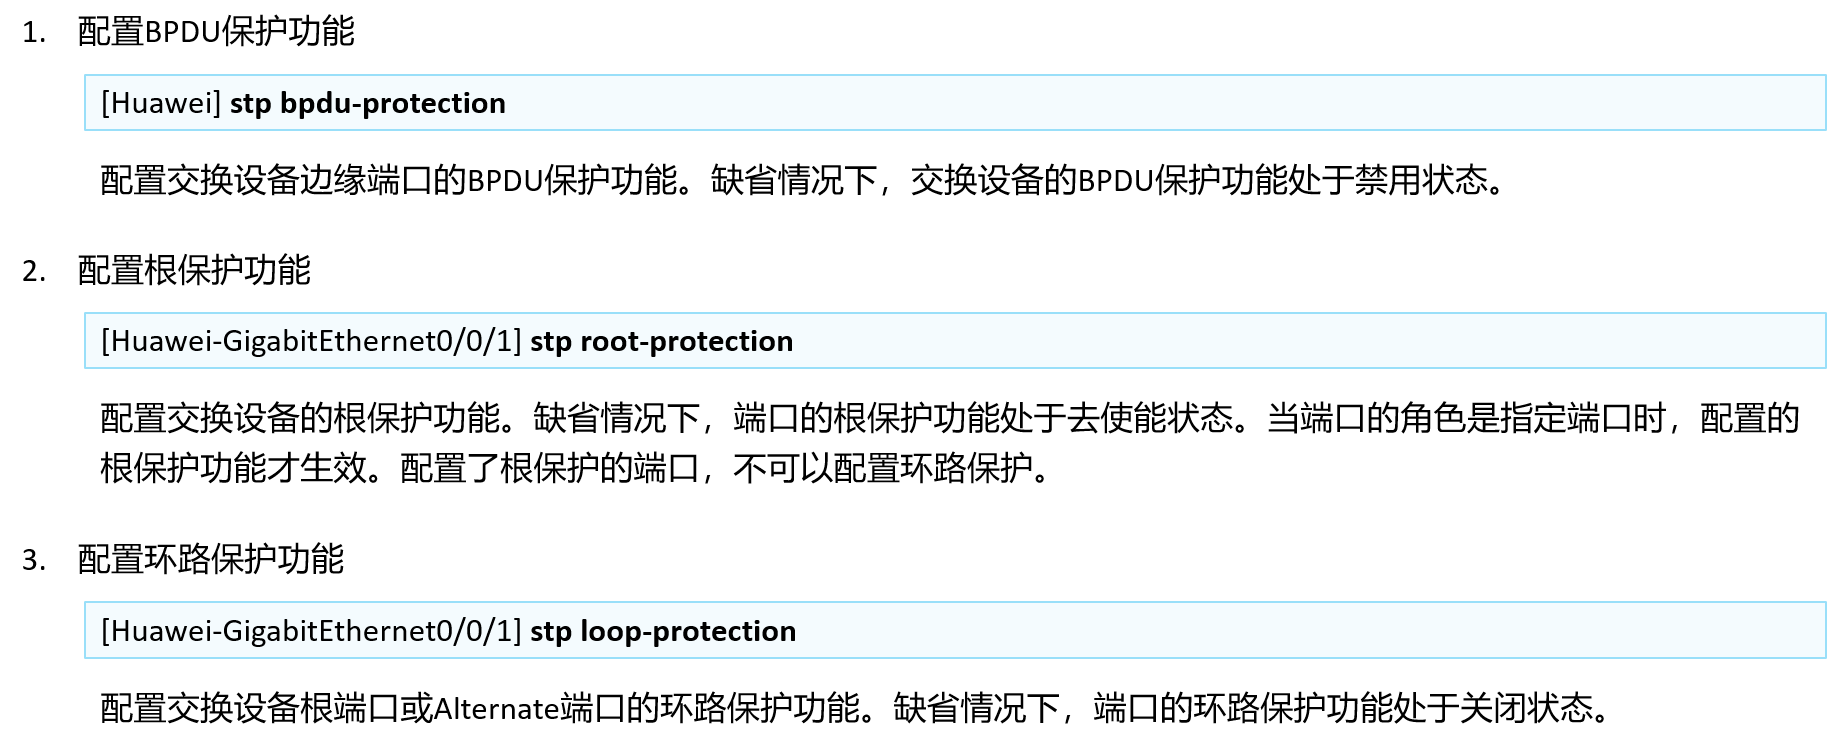 1. 配置BPDU保护功能
[Huawei] stp bpdu-protection
配置交换设备边缘端口的BPDU保护功能。缺省情况下，交换设备的BPDU保护功能处于禁用状态。
2. 配置根保护功能
[Huawei-GigabitEthernet0/0/1] stp root-protection
配置交换设备的根保护功能。缺省情况下，端口的根保护功能处于去使能状态。当端口的角色是指定端口时，配置的
根保护功能才生效。配置了根保护的端口，不可以配置环路保护。
3. 配置环路保护功能
[Huawei-GigabitEthernet0/0/1] stp loop-protection
配置交换设备根端口或Alternate端口的环路保护功能。缺省情况下，端口的环路保护功能处于关闭状态。